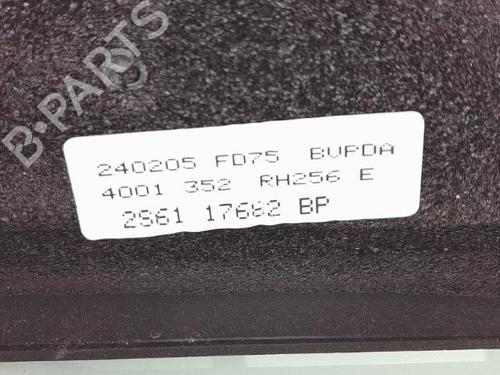 B-PARTS
240205 FD75 BVPDA
4001 352 RH256 E
2S61 17682 BP